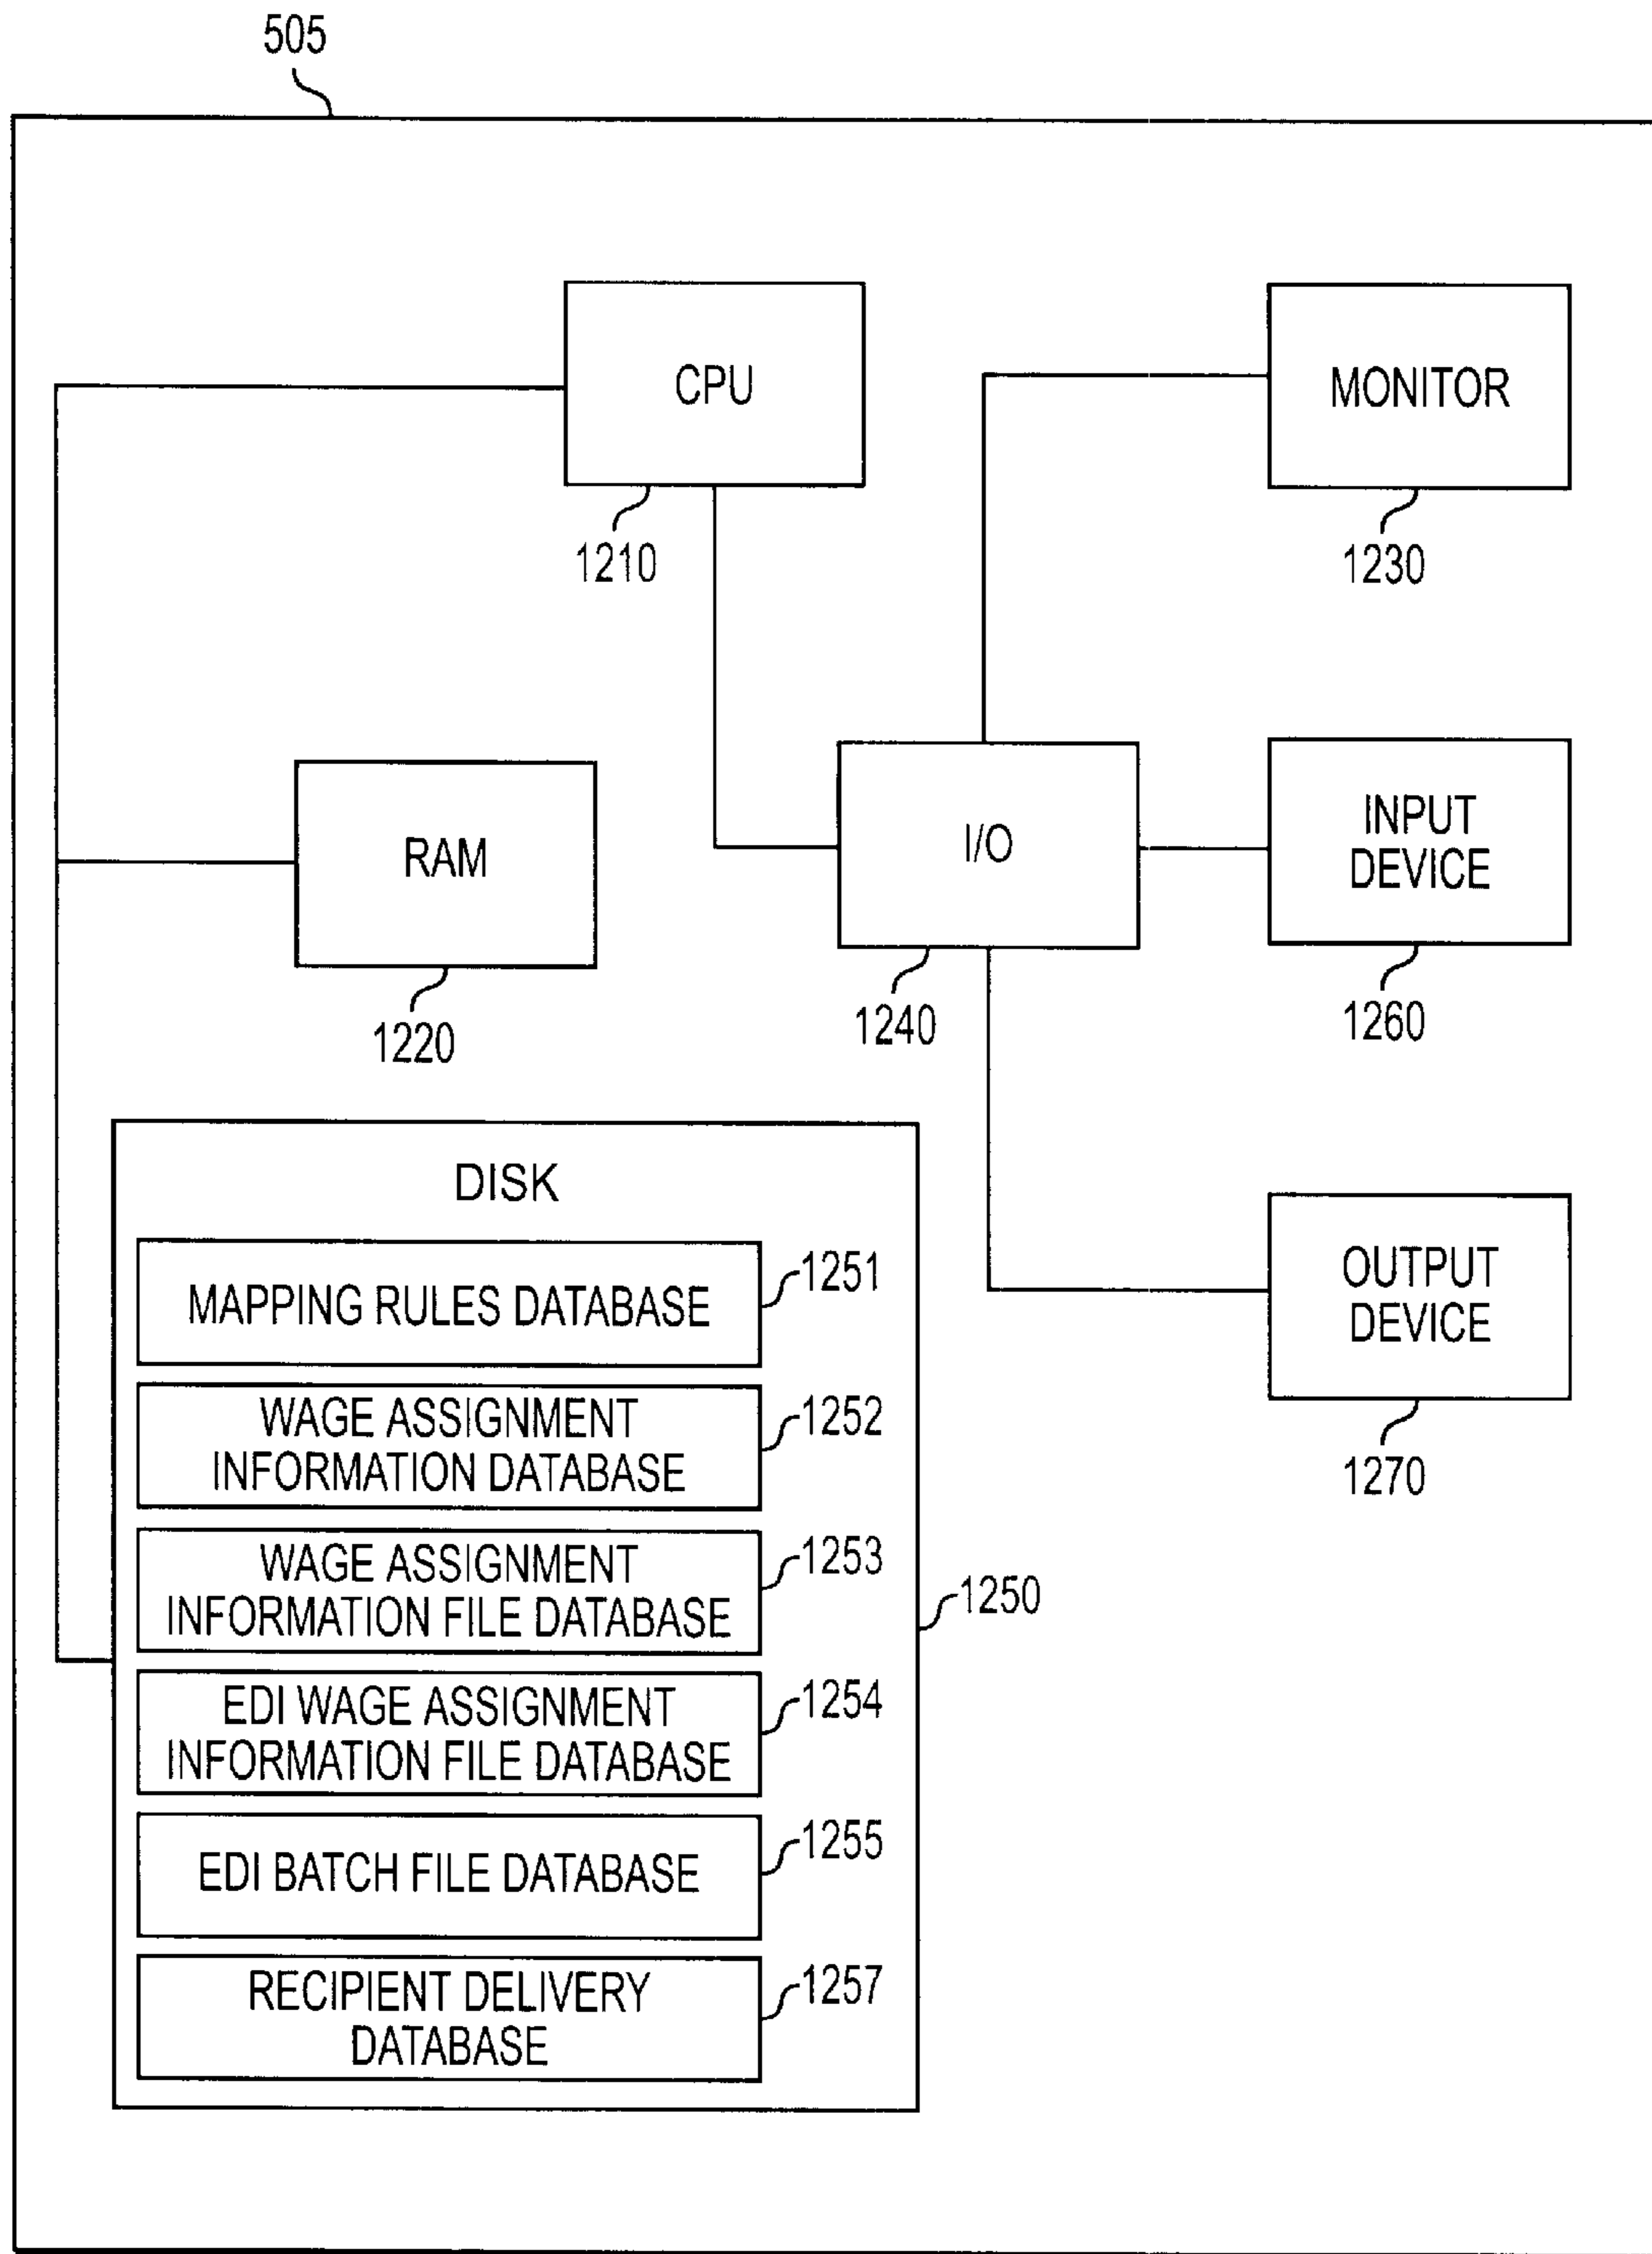 505
CPU
1210
MONITOR
1230
RAM
1220
I/O
1240
INPUT
DEVICE
1260
DISK
MAPPING RULES DATABASE
1251
WAGE ASSIGNMENT
INFORMATION DATABASE
1252
WAGE ASSIGNMENT
INFORMATION FILE DATABASE
1253
EDI WAGE ASSIGNMENT
INFORMATION FILE DATABASE
1254
EDI BATCH FILE DATABASE
1255
RECIPIENT DELIVERY
DATABASE
1257
1250
OUTPUT
DEVICE
1270